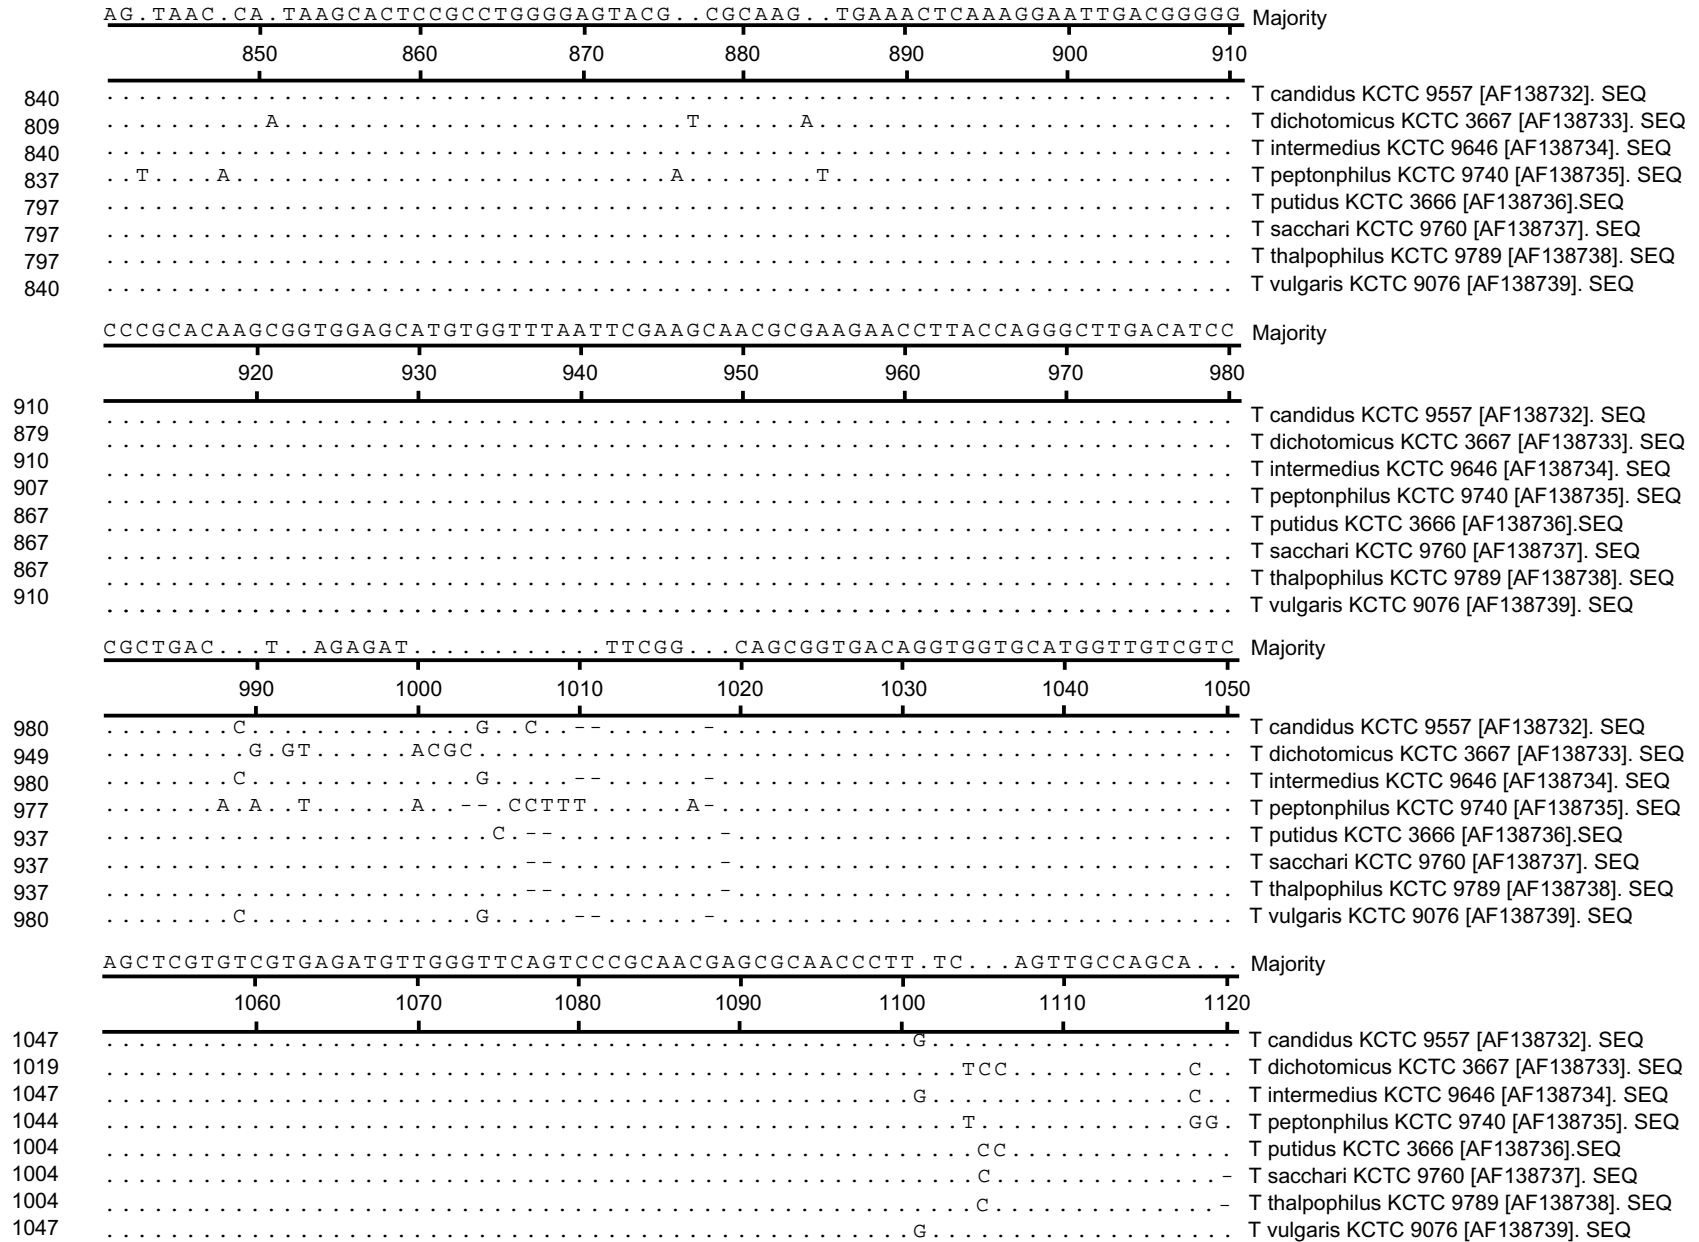 AG.TAAC.CA.TAAGCACTCCGCCTGGGGAGTACG..CGCAAG..TGAAACTCAAAGGAATTGACGGGGG Majority
850 860 870 880 890 900 910
840 ...................................................................... T candidus KCTC 9557 [AF138732]. SEQ
809 ..........A.........................T......A.......................... T dichotomicus KCTC 3667 [AF138733]. SEQ
840 ...................................................................... T intermedius KCTC 9646 [AF138734]. SEQ
837 ..T....A...........................A........T......................... T peptonphilus KCTC 9740 [AF138735]. SEQ
797 ...................................................................... T putidus KCTC 3666 [AF138736].SEQ
797 ...................................................................... T sacchari KCTC 9760 [AF138737]. SEQ
797 ...................................................................... T thalpophilus KCTC 9789 [AF138738]. SEQ
840 ...................................................................... T vulgaris KCTC 9076 [AF138739]. SEQ
CCCGCACAAGCGGTGGAGCATGTGGTTTAATTCGAAGCAACGCGAAGAACCTTACCAGGGCTTGACATCC Majority
920 930 940 950 960 970 980
910 ...................................................................... T candidus KCTC 9557 [AF138732]. SEQ
879 ...................................................................... T dichotomicus KCTC 3667 [AF138733]. SEQ
910 ...................................................................... T intermedius KCTC 9646 [AF138734]. SEQ
907 ...................................................................... T peptonphilus KCTC 9740 [AF138735]. SEQ
867 ...................................................................... T putidus KCTC 3666 [AF138736].SEQ
867 ...................................................................... T sacchari KCTC 9760 [AF138737]. SEQ
867 ...................................................................... T thalpophilus KCTC 9789 [AF138738]. SEQ
910 ...................................................................... T vulgaris KCTC 9076 [AF138739]. SEQ
CGCTGAC...T..AGAGAT............TTCGG...CAGCGGTGACAGGTGGTGCATGGTTGTCGTC Majority
990 1000 1010 1020 1030 1040 1050
980 ........C..............G..C..--......-................................ T candidus KCTC 9557 [AF138732]. SEQ
949 .........G.GT......ACGC............................................... T dichotomicus KCTC 3667 [AF138733]. SEQ
980 ........C..............G.....--......-................................ T intermedius KCTC 9646 [AF138734]. SEQ
977 .......A.A..T......A..--.CCTTT......A-................................ T peptonphilus KCTC 9740 [AF138735]. SEQ
937 ........................C.--..........-............................... T putidus KCTC 3666 [AF138736].SEQ
937 ..........................--..........-............................... T sacchari KCTC 9760 [AF138737]. SEQ
937 ..........................--..........-............................... T thalpophilus KCTC 9789 [AF138738]. SEQ
980 ........C..............G.....--......-................................ T vulgaris KCTC 9076 [AF138739]. SEQ
AGCTCGTGTCGTGAGATGTTGGGTTCAGTCCCGCAACGAGCGCAACCCTT.TC...AGTTGCCAGCA... Majority
1060 1070 1080 1090 1100 1110 1120
1047 ..................................................G................... T candidus KCTC 9557 [AF138732]. SEQ
1019 .....................................................TCC...........C.. T dichotomicus KCTC 3667 [AF138733]. SEQ
1047 ..................................................G................C.. T intermedius KCTC 9646 [AF138734]. SEQ
1044 .....................................................T.............GG. T peptonphilus KCTC 9740 [AF138735]. SEQ
1004 ......................................................CC.............. T putidus KCTC 3666 [AF138736].SEQ
1004 ......................................................C..............- T sacchari KCTC 9760 [AF138737]. SEQ
1004 ......................................................C..............- T thalpophilus KCTC 9789 [AF138738]. SEQ
1047 ..................................................G................... T vulgaris KCTC 9076 [AF138739]. SEQ